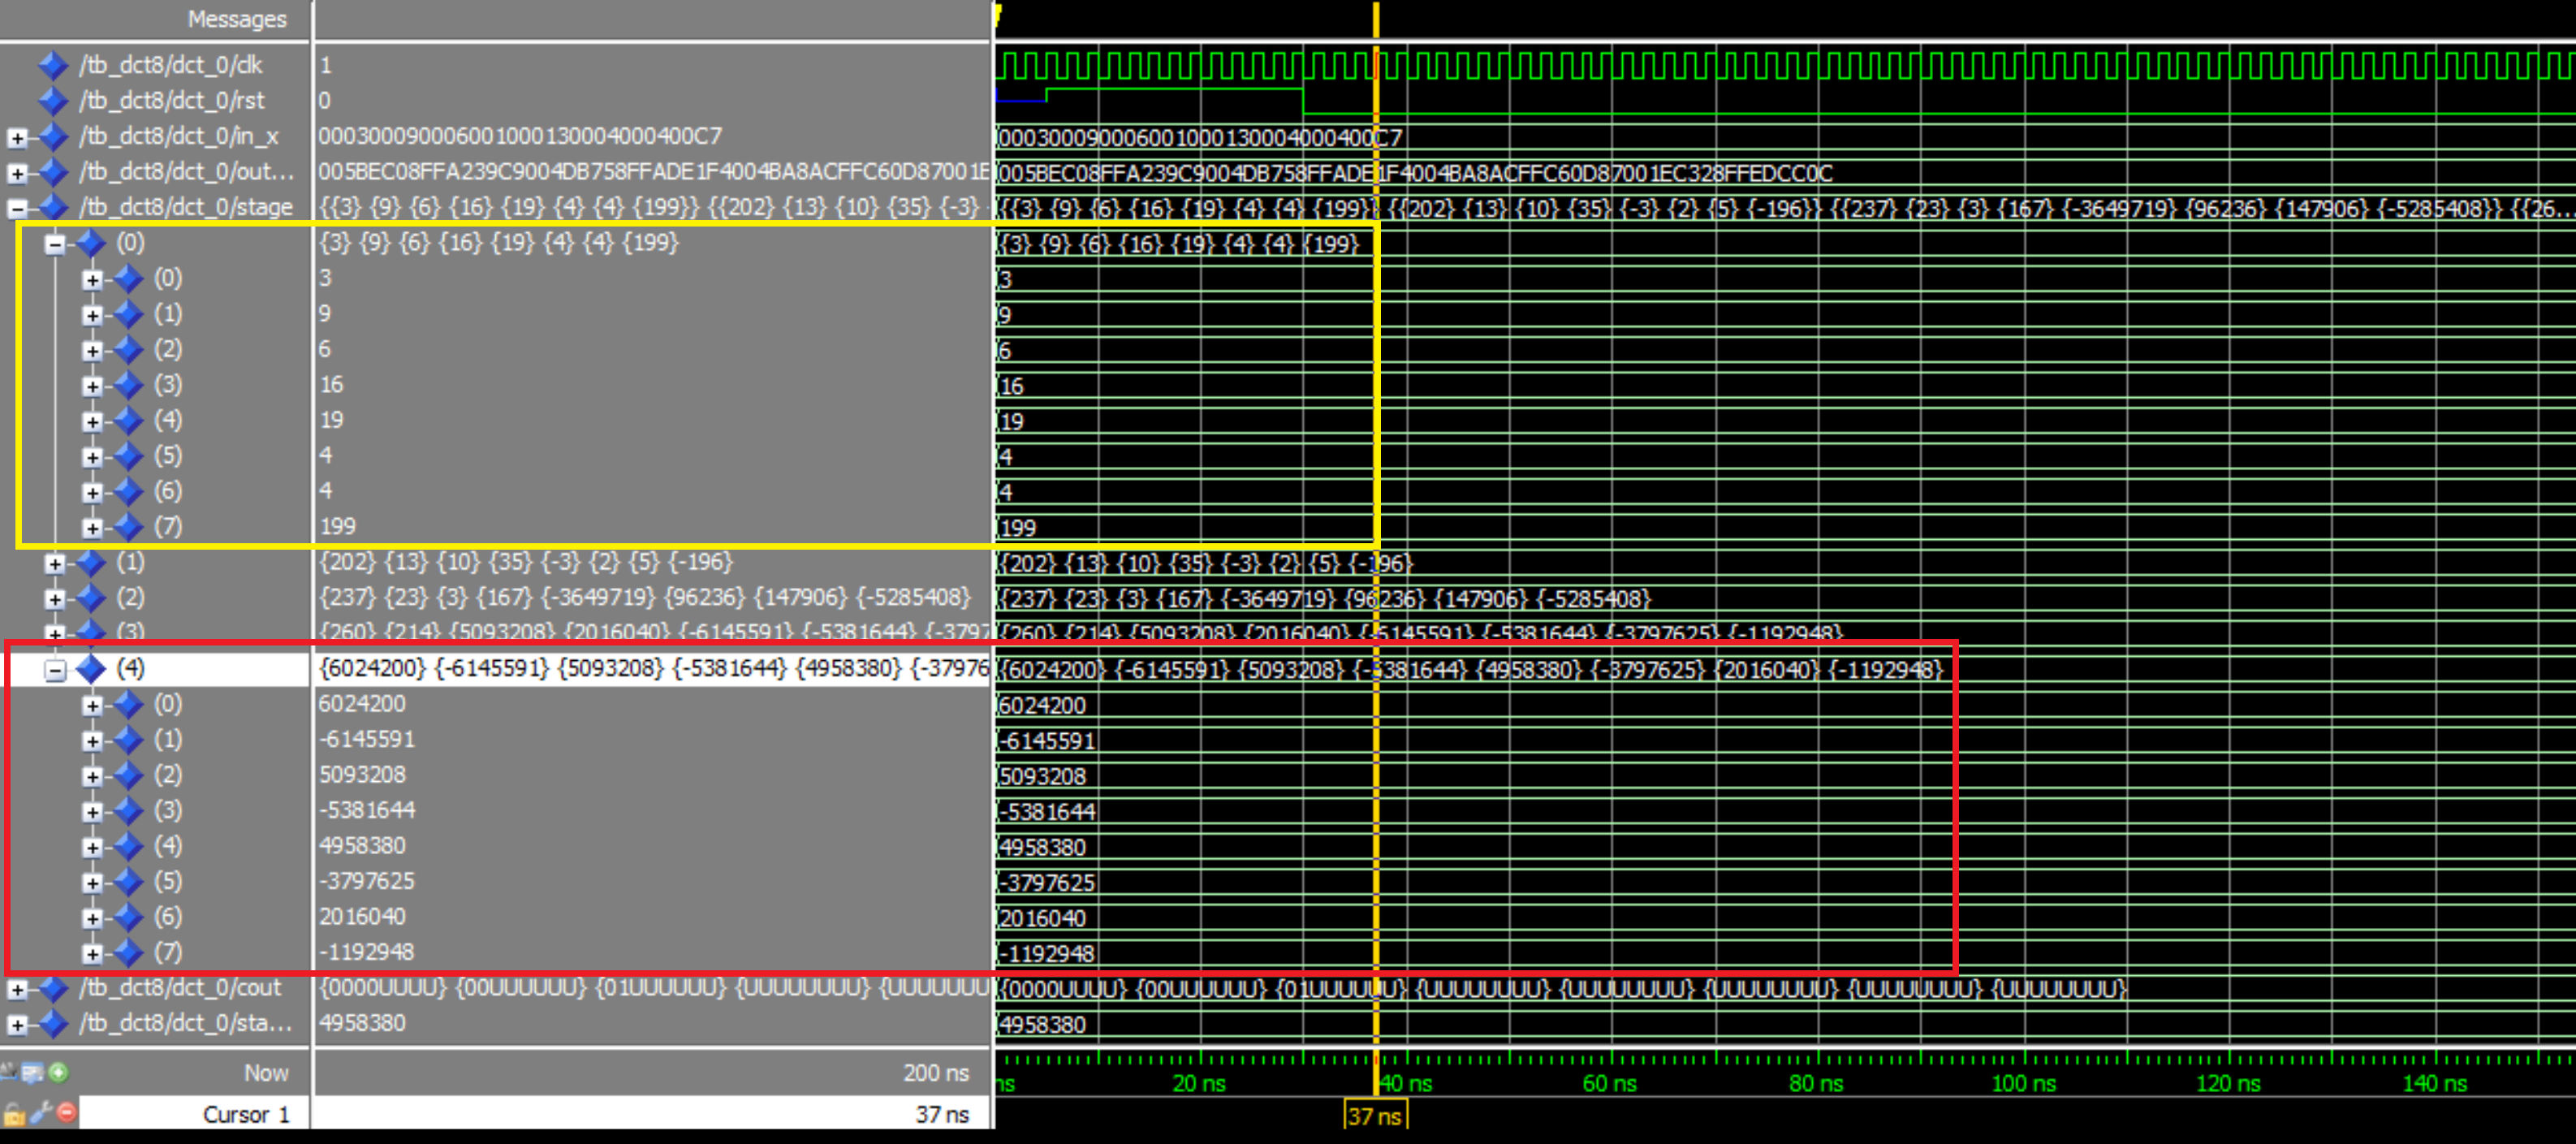 Messages
/tb_dct8/dct_0/clk 1
/tb_dct8/dct_0/rst 0
/tb_dct8/dct_0/in_x 000300090006001000130004000400C7 000300090006001000130004000400C7
/tb_dct8/dct_0/out... 005BEC08FFA239C9004DB758FFADE1F4004BA8ACFFC60D87001E 005BEC08FFA239C9004DB758FFADE1F4004BA8ACFFC60D87001EC328FFEDCC0C
/tb_dct8/dct_0/stage {{3} {9} {6} {16} {19} {4} {4} {199}} {{202} {13} {10} {35} {-3} {{3} {9} {6} {16} {19} {4} {4} {199}} {{202} {13} {10} {35} {-3} {2} {5} {-196}} {{237} {23} {3} {167} {-3649719} {96236} {147906} {-5285408}} {{26...
(0) {3} {9} {6} {16} {19} {4} {4} {199} {3} {9} {6} {16} {19} {4} {4} {199}
(0) 3 3
(1) 9 9
(2) 6 6
(3) 16 16
(4) 19 19
(5) 4 4
(6) 4 4
(7) 199 199
(1) {202} {13} {10} {35} {-3} {2} {5} {-196} {202} {13} {10} {35} {-3} {2} {5} {-196}
(2) {237} {23} {3} {167} {-3649719} {96236} {147906} {-5285408} {237} {23} {3} {167} {-3649719} {96236} {147906} {-5285408}
(3) {260} {214} {5093208} {2016040} {-6145591} {-5381644} {-3797 {260} {214} {5093208} {2016040} {-6145591} {-5381644} {-3797625} {-1192948}
(4) {6024200} {-6145591} {5093208} {-5381644} {4958380} {-37976 {6024200} {-6145591} {5093208} {-5381644} {4958380} {-3797625} {2016040} {-1192948}
(0) 6024200 6024200
(1) -6145591 -6145591
(2) 5093208 5093208
(3) -5381644 -5381644
(4) 4958380 4958380
(5) -3797625 -3797625
(6) 2016040 2016040
(7) -1192948 -1192948
/tb_dct8/dct_0/cout {0000UUUU} {00UUUUUU} {01UUUUUU} {UUUUUUUU} {UUUUUUU {0000UUUU} {00UUUUUU} {01UUUUUU} {UUUUUUUU} {UUUUUUUU} {UUUUUUUU} {UUUUUUUU} {UUUUUUUU}
/tb_dct8/dct_0/sta... 4958380 4958380
Now 200 ns ns 20 ns 40 ns 60 ns 80 ns 100 ns 120 ns 140 ns
Cursor 1 37 ns 37 ns